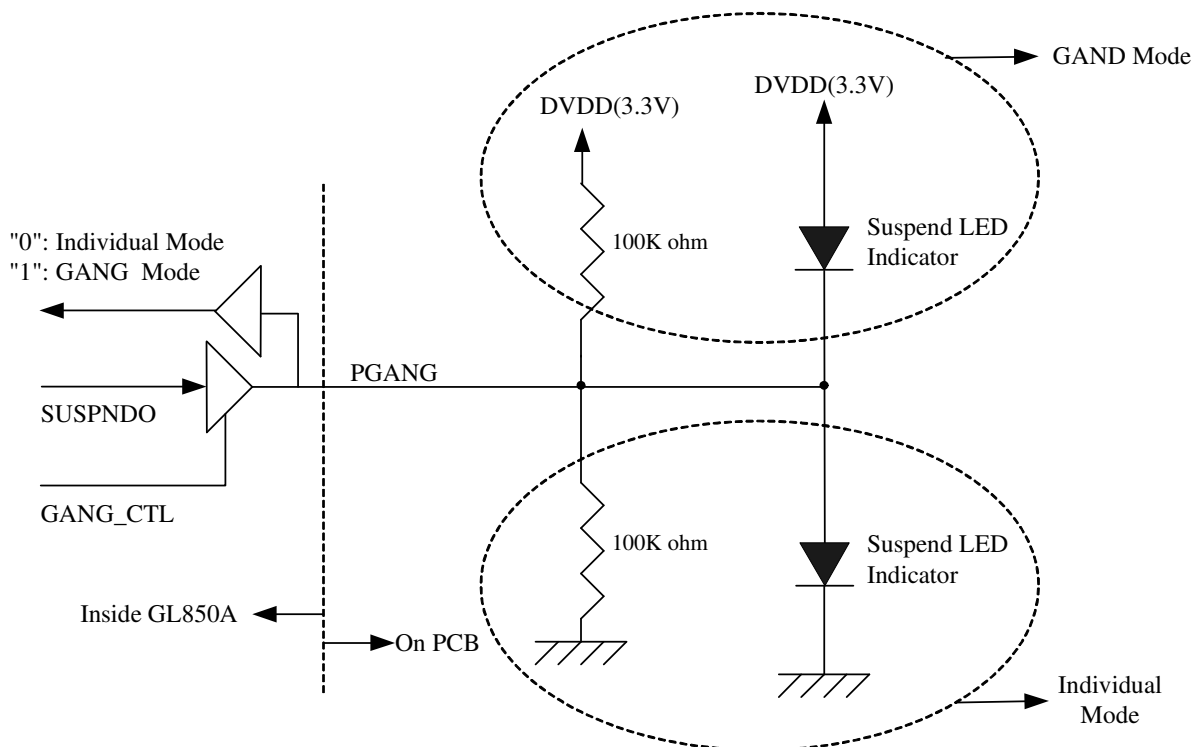 GAND Mode
DVDD(3.3V)
DVDD(3.3V)
"0": Individual Mode
"1": GANG  Mode
100K ohm
Suspend LED
Indicator
PGANG
SUSPNDO
GANG_CTL
100K ohm
Suspend LED
Indicator
Inside GL850A
On PCB
Individual
Mode